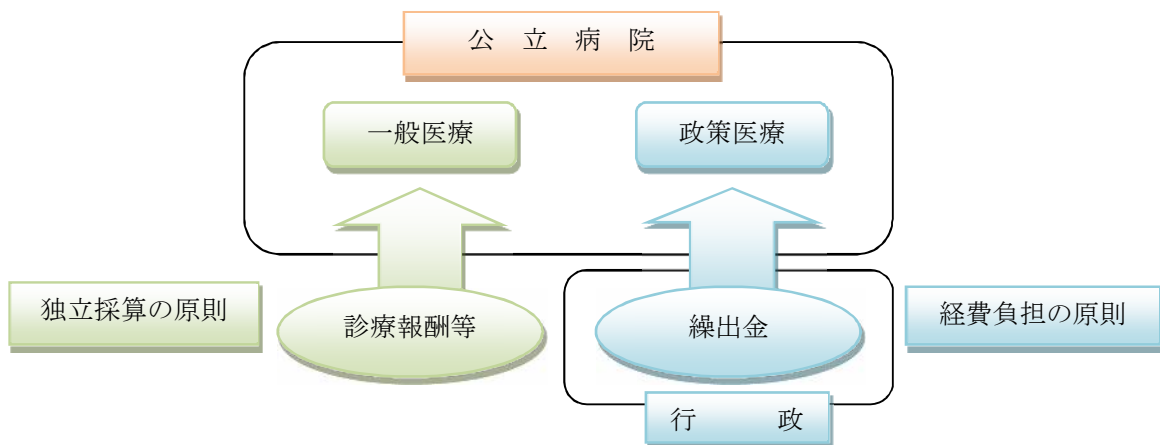 公 立 病 院
一般医療
政策医療
独立採算の原則
診療報酬等
繰出金
経費負担の原則
行 政